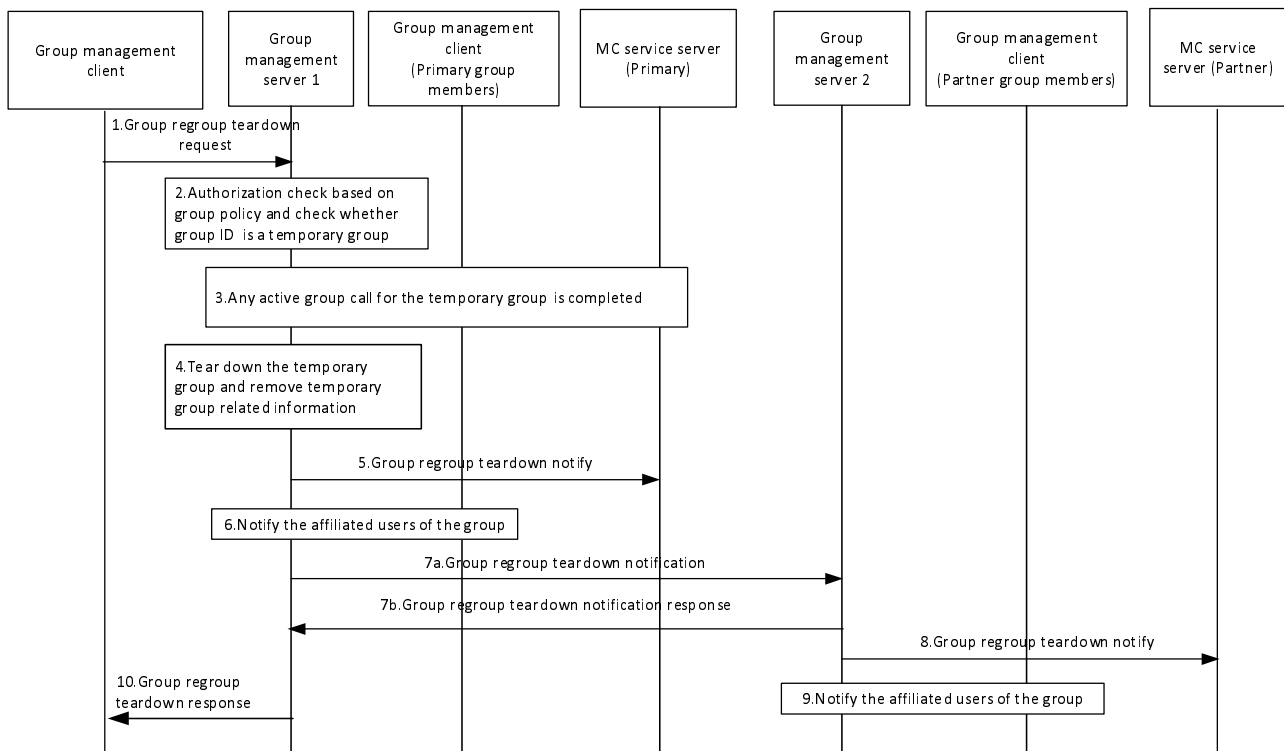 Group management
client
Group
management
server 1
Group management
client
(Primary group
members)
MC service server
(Primary)
Group
management
server 2
Group management
client
(Partner group members)
MC service
server (Partner)
1.Group regroup teardown
request
2.Authorization check based on
group policy and check whether
group ID is a temporary group
3.Any active group call for the temporary group is completed
4.Tear down the temporary
group and remove temporary
group related information
5.Group regroup teardown notify
6.Notify the affiliated users of the group
7a.Group regroup teardown notification
7b.Group regroup teardown notification response
8.Group regroup teardown notify
9.Notify the affiliated users of the group
10.Group regroup
teardown response